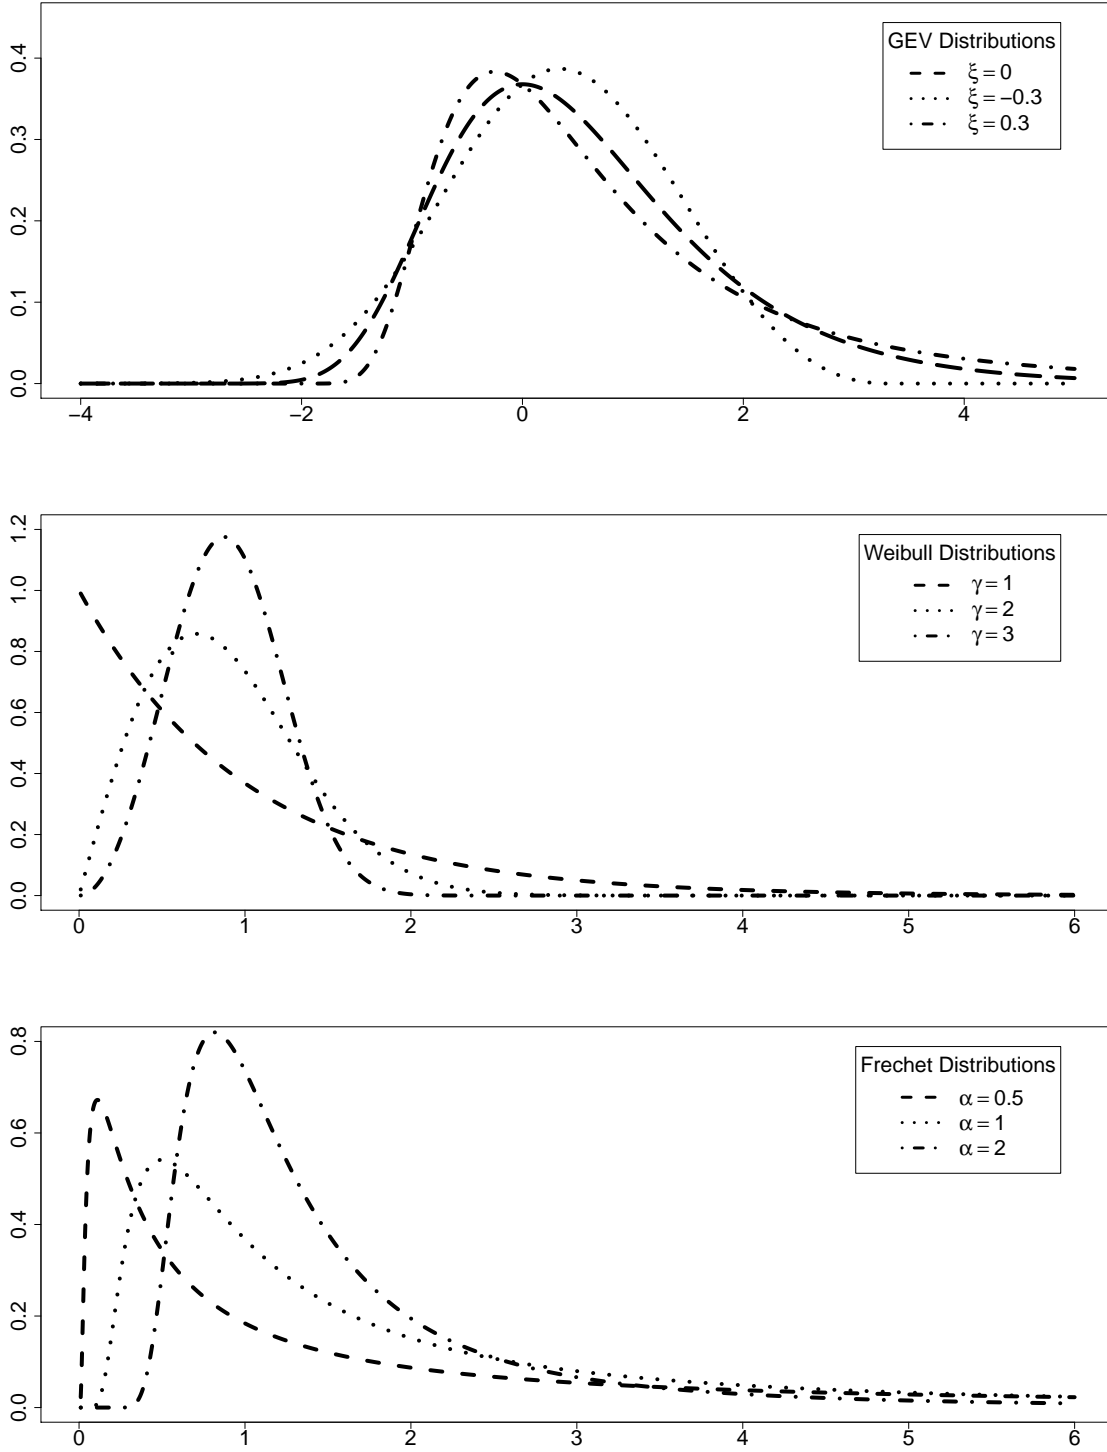 GEV Distributions
ξ = 0
ξ = −0.3
ξ = 0.3
0.4
0.3
0.2
0.1
0.0
−4 −2 0 2 4
Weibull Distributions
γ = 1
γ = 2
γ = 3
1.2
1.0
0.8
0.6
0.4
0.2
0.0
0 1 2 3 4 5 6
Frechet Distributions
α = 0.5
α = 1
α = 2
0.8
0.6
0.4
0.2
0.0
0 1 2 3 4 5 6